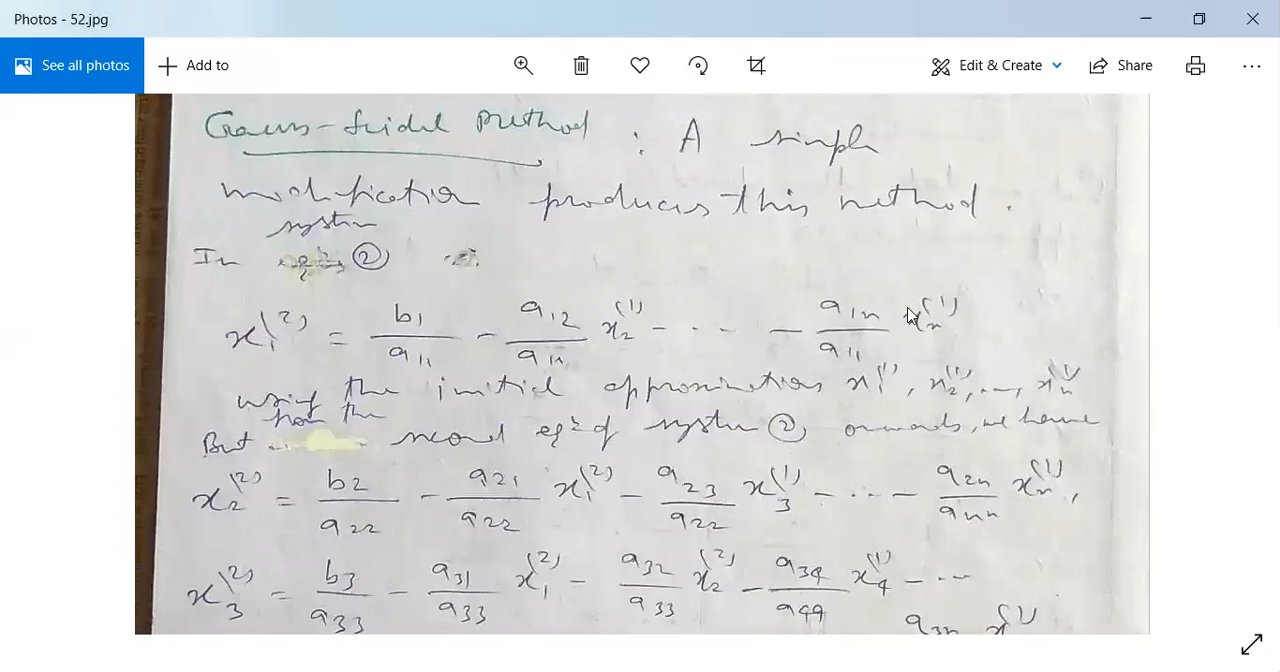 Photos - 52.jpg
See all photos
Add to
Edit & Create
Share
Gauss-Seidel Method : A simple
modification produces this method.
system
In ②
x₁⁽²⁾ = b₁/a₁₁ - a₁₂/a₁₁ x₂⁽¹⁾ - ... - a₁ₙ/a₁₁ xₙ⁽¹⁾
using the initial approximations x₁⁽¹⁾, x₂⁽¹⁾, ..., xₙ⁽¹⁾
from the
But second eqⁿ of system ②, onwards, we have
x₂⁽²⁾ = b₂/a₂₂ - a₂₁/a₂₂ x₁⁽²⁾ - a₂₃/a₂₂ x₃⁽¹⁾ - ... - a₂ₙ/aₙₙ xₙ⁽¹⁾,
x₃⁽²⁾ = b₃/a₃₃ - a₃₁/a₃₃ x₁⁽²⁾ - a₃₂/a₃₃ x₂⁽²⁾ - a₃₄/a₄₄ x₄⁽¹⁾ - ...